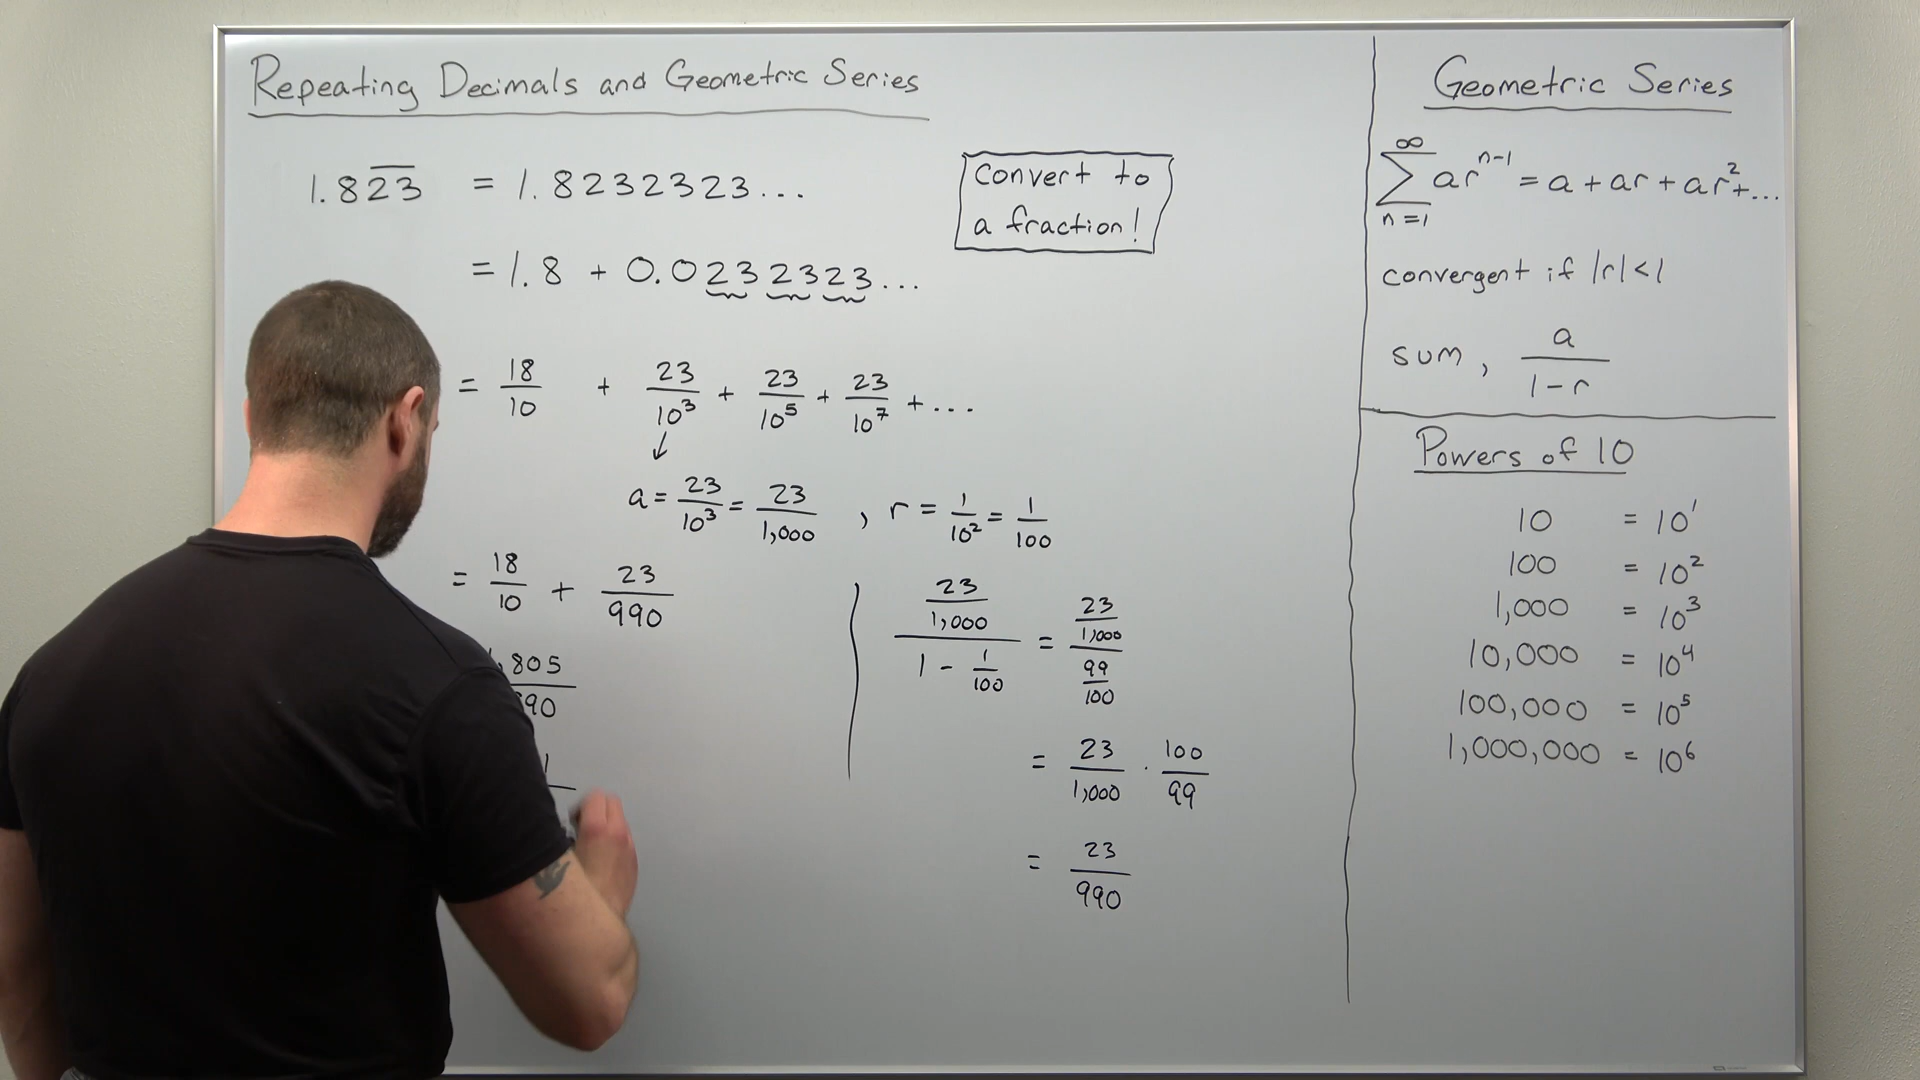 Repeating Decimals and Geometric Series
1.82̅3̅ = 1.8232323...
= 1.8 + 0.0232323...
Convert to
a fraction!
= 18/10 + 23/10³ + 23/10⁵ + 23/10⁷ + ...
↓
a = 23/10³ = 23/1,000 , r = 1/10² = 1/100
= 18/10 + 23/990
805
90
1
(23/1,000)/(1 - 1/100) = (23/1,000)/(99/100)
= 23/1,000 · 100/99
= 23/990
Geometric Series
∞
∑ arⁿ⁻¹ = a + ar + ar² + ...
n=1
convergent if |r|<1
sum, a/(1-r)
Powers of 10
10 = 10¹
100 = 10²
1,000 = 10³
10,000 = 10⁴
100,000 = 10⁵
1,000,000 = 10⁶